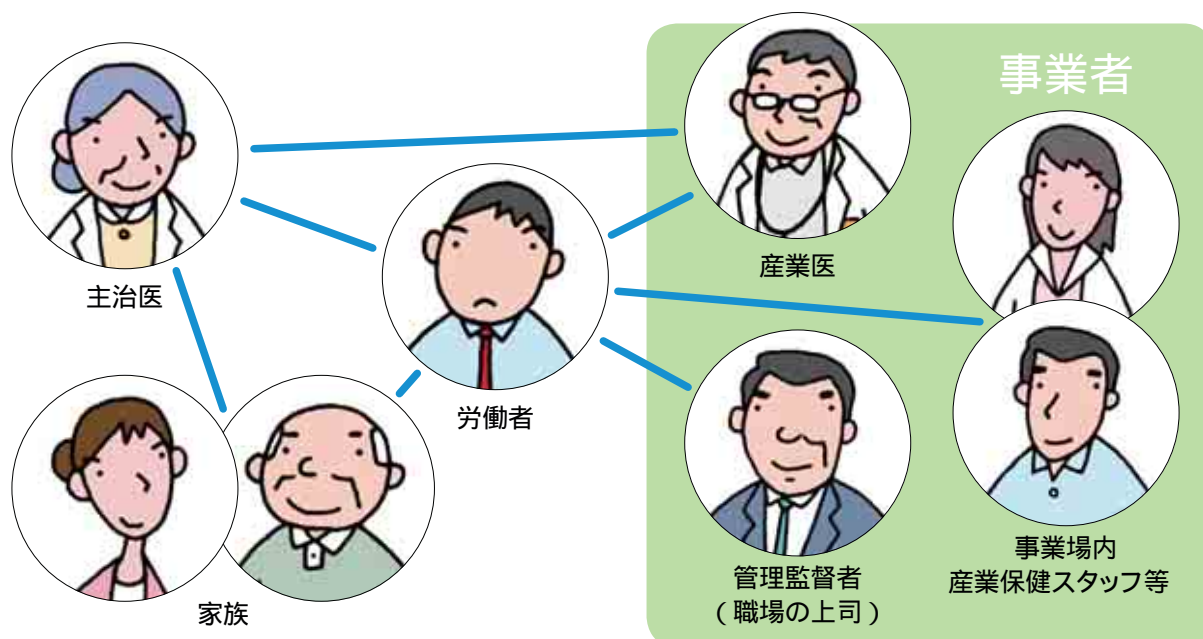 事業者
主治医
産業医
労働者
家族
管理監督者
(職場の上司)
事業場内
産業保健スタッフ等